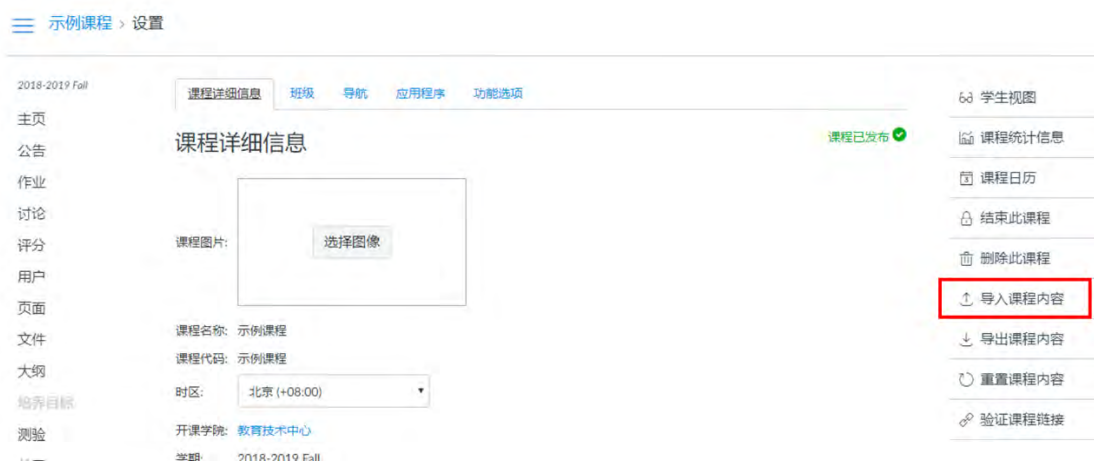 示例课程 > 设置
2018-2019 Fall
主页
公告
作业
讨论
评分
用户
页面
文件
大纲
培养目标
测验
课程详细信息 班级 导航 应用程序 功能选项
课程详细信息
课程已发布
课程图片: 选择图像
课程名称: 示例课程
课程代码: 示例课程
时区: 北京 (+08:00)
开课学院: 教育技术中心
学期: 2018-2019 Fall
学生视图
课程统计信息
课程日历
结束此课程
删除此课程
导入课程内容
导出课程内容
重置课程内容
验证课程链接